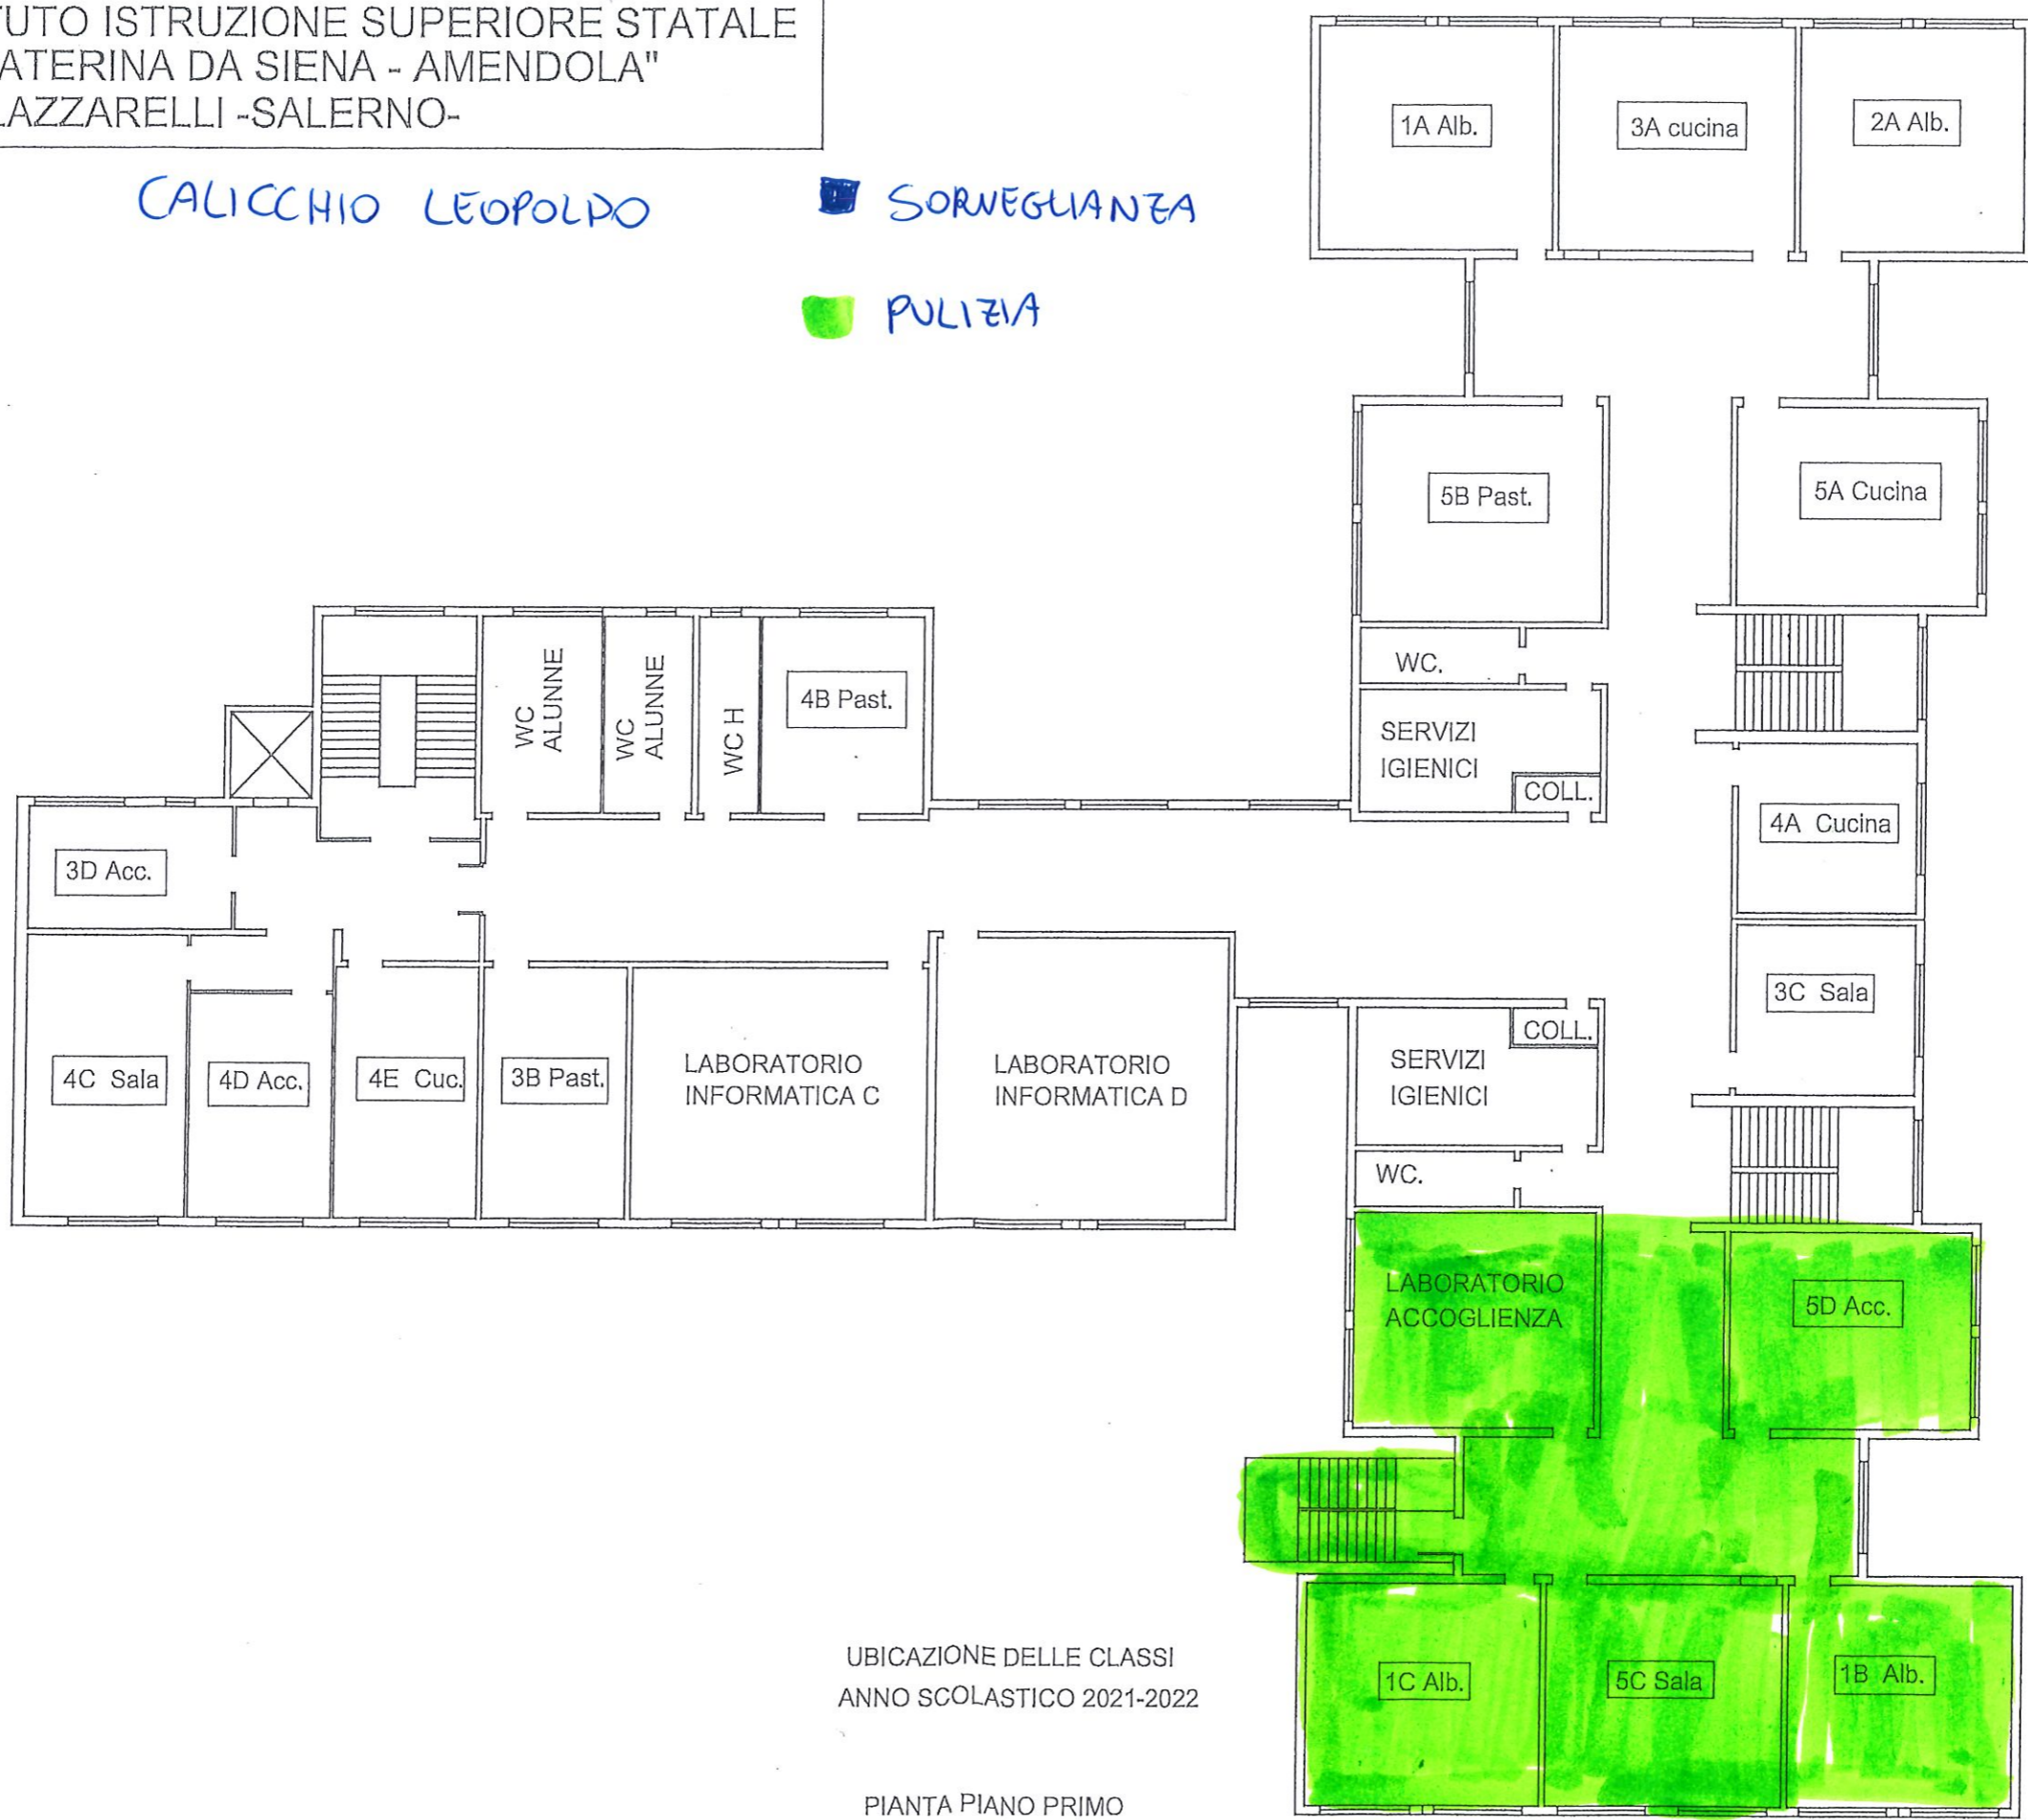 TUTO ISTRUZIONE SUPERIORE STATALE
ATERINA DA SIENA - AMENDOLA"
LAZZARELLI -SALERNO-
CALICCHIO LEOPOLDO
SORVEGLIANZA
PULIZIA
1A Alb.
3A cucina
2A Alb.
5B Past.
5A Cucina
WC.
SERVIZI
IGIENICI
COLL.
WC
ALUNNE
WC
ALUNNE
WC H
4B Past.
4A Cucina
3D Acc.
3C Sala
4C Sala
4D Acc.
4E Cuc.
3B Past.
LABORATORIO
INFORMATICA C
LABORATORIO
INFORMATICA D
COLL.
SERVIZI
IGIENICI
WC.
LABORATORIO
ACCOGLIENZA
5D Acc.
1C Alb.
5C Sala
1B Alb.
UBICAZIONE DELLE CLASSI
ANNO SCOLASTICO 2021-2022
PIANTA PIANO PRIMO